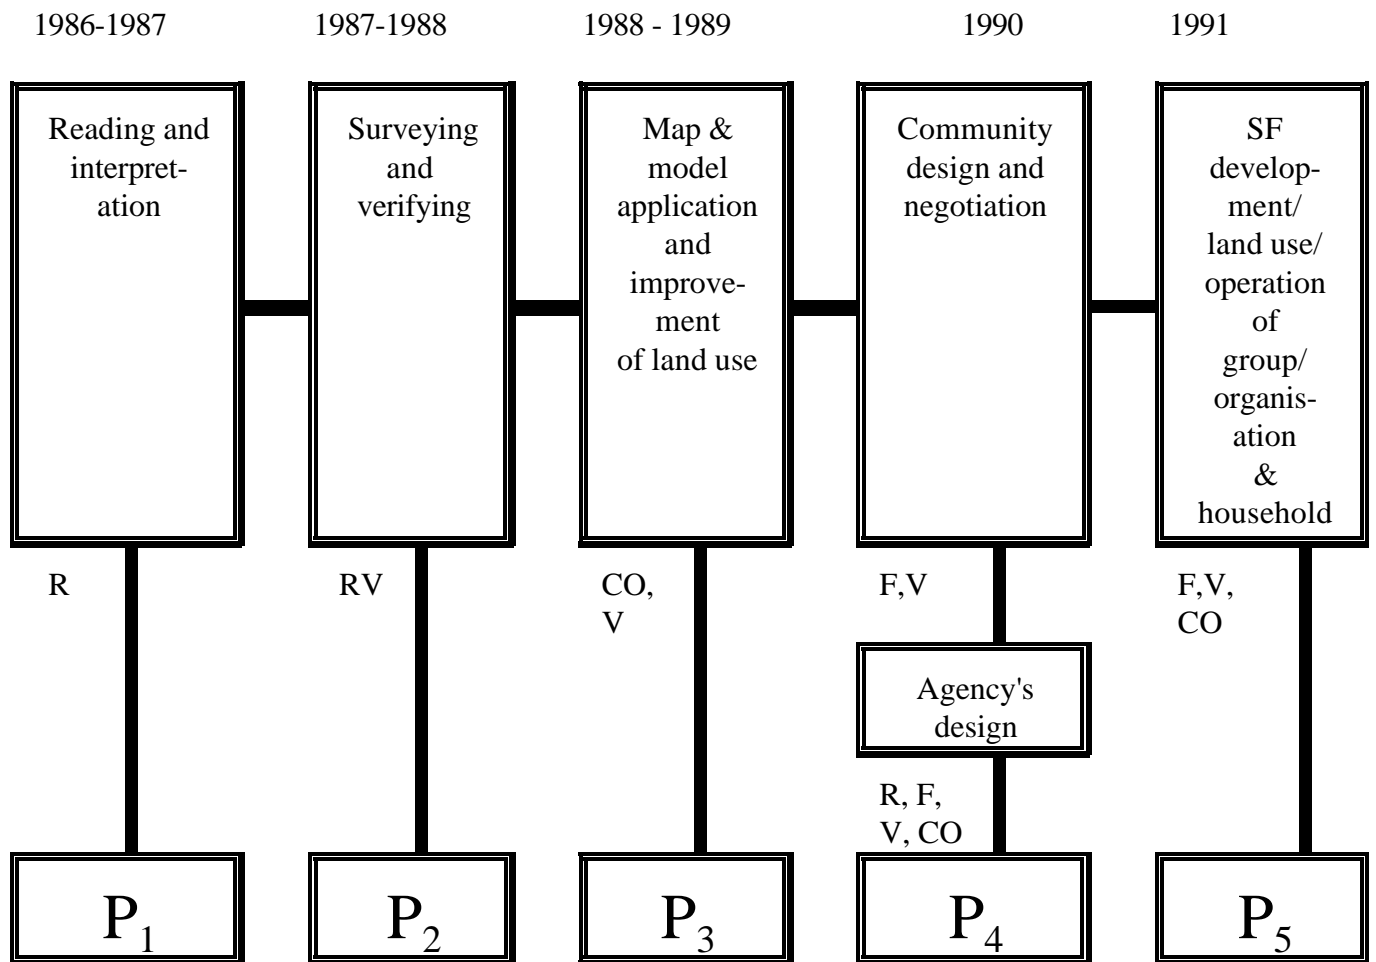 1986-1987
1987-1988
1988 - 1989
1990
1991
Reading and
interpret-
ation
Surveying
and
verifying
Map &
model
application
and
improve-
ment
of land use
Community
design and
negotiation
SF
develop-
ment/
land use/
operation
of
group/
organis-
ation
&
household
R
RV
CO,
V
F,V
F,V,
CO
Agency's
design
R, F,
V, CO
P1
P2
P3
P4
P5